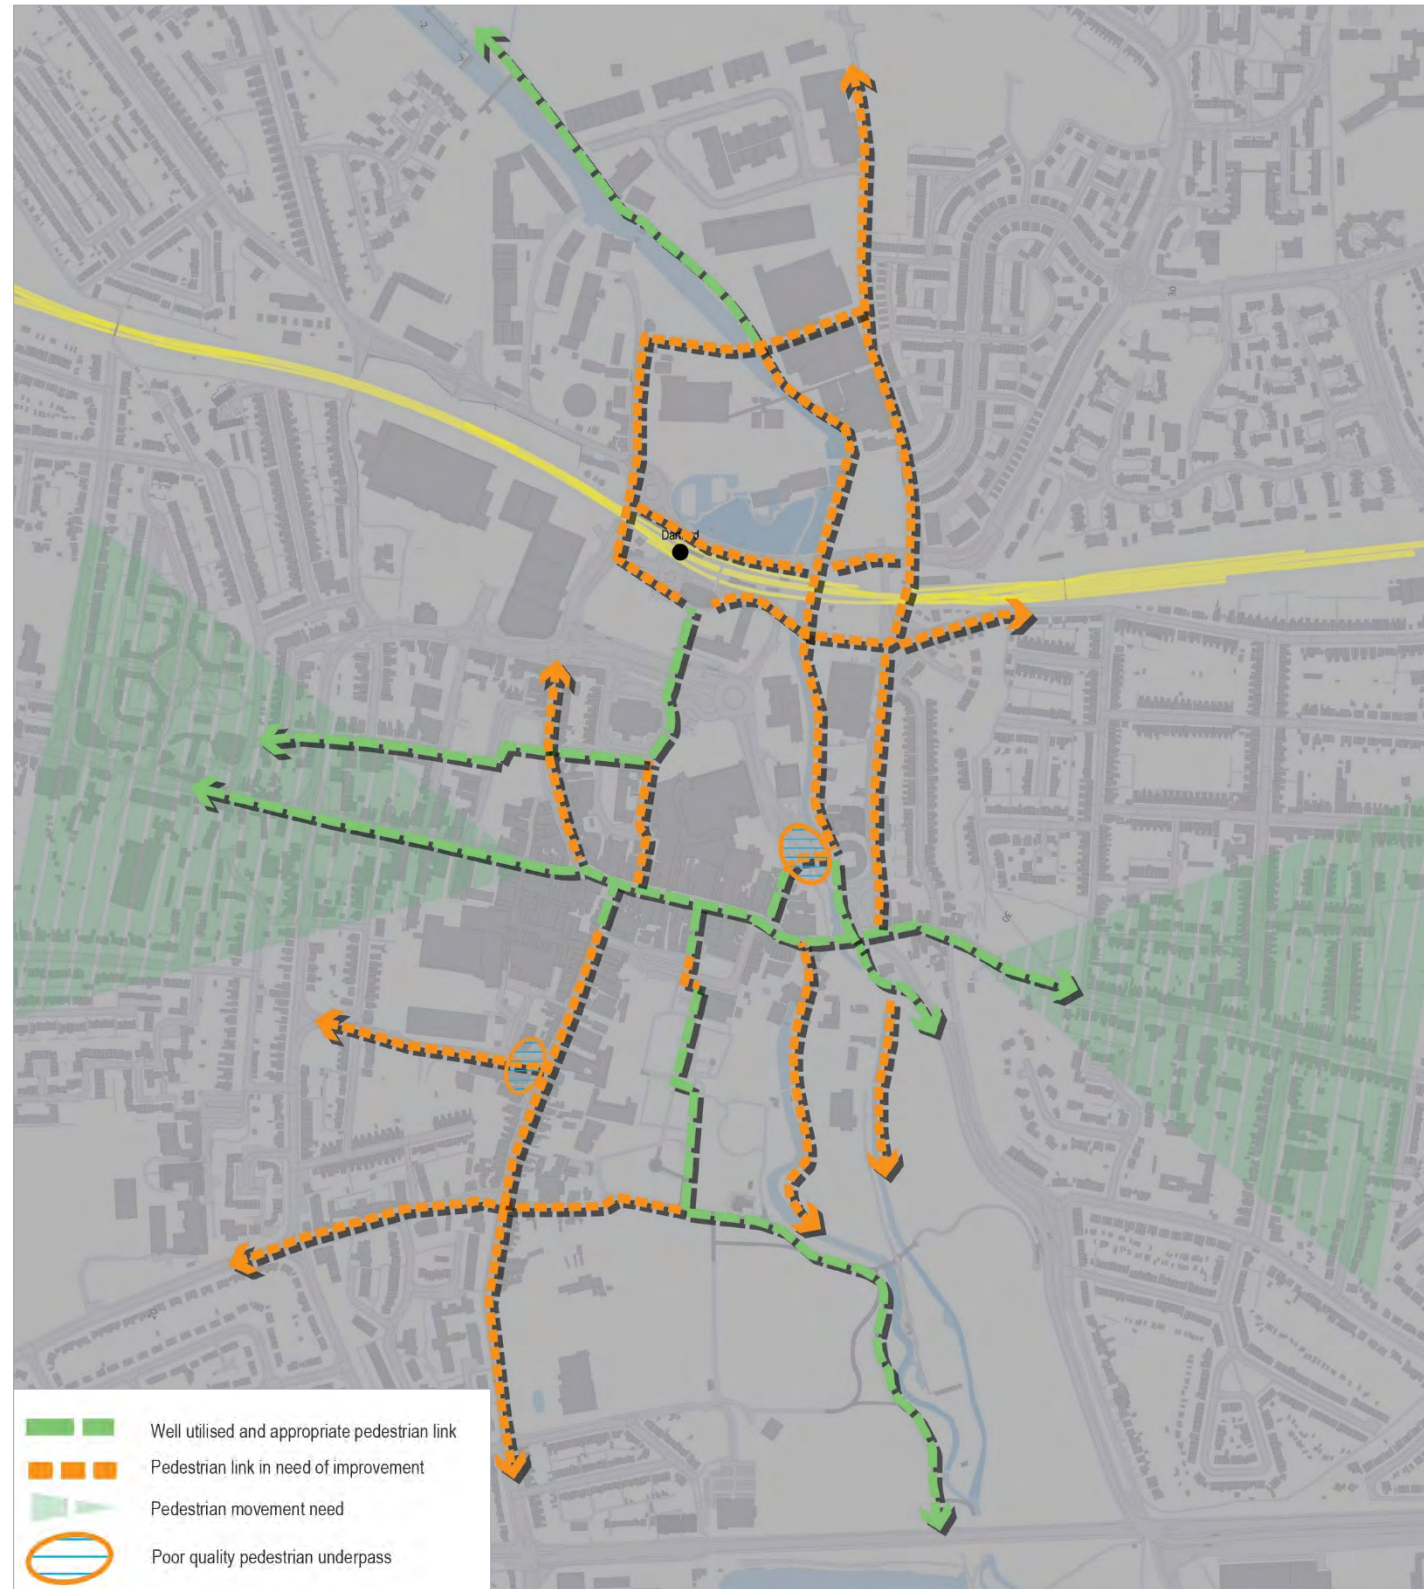 Well utilised and appropriate pedestrian link
Pedestrian link in need of improvement
Pedestrian movement need
Poor quality pedestrian underpass